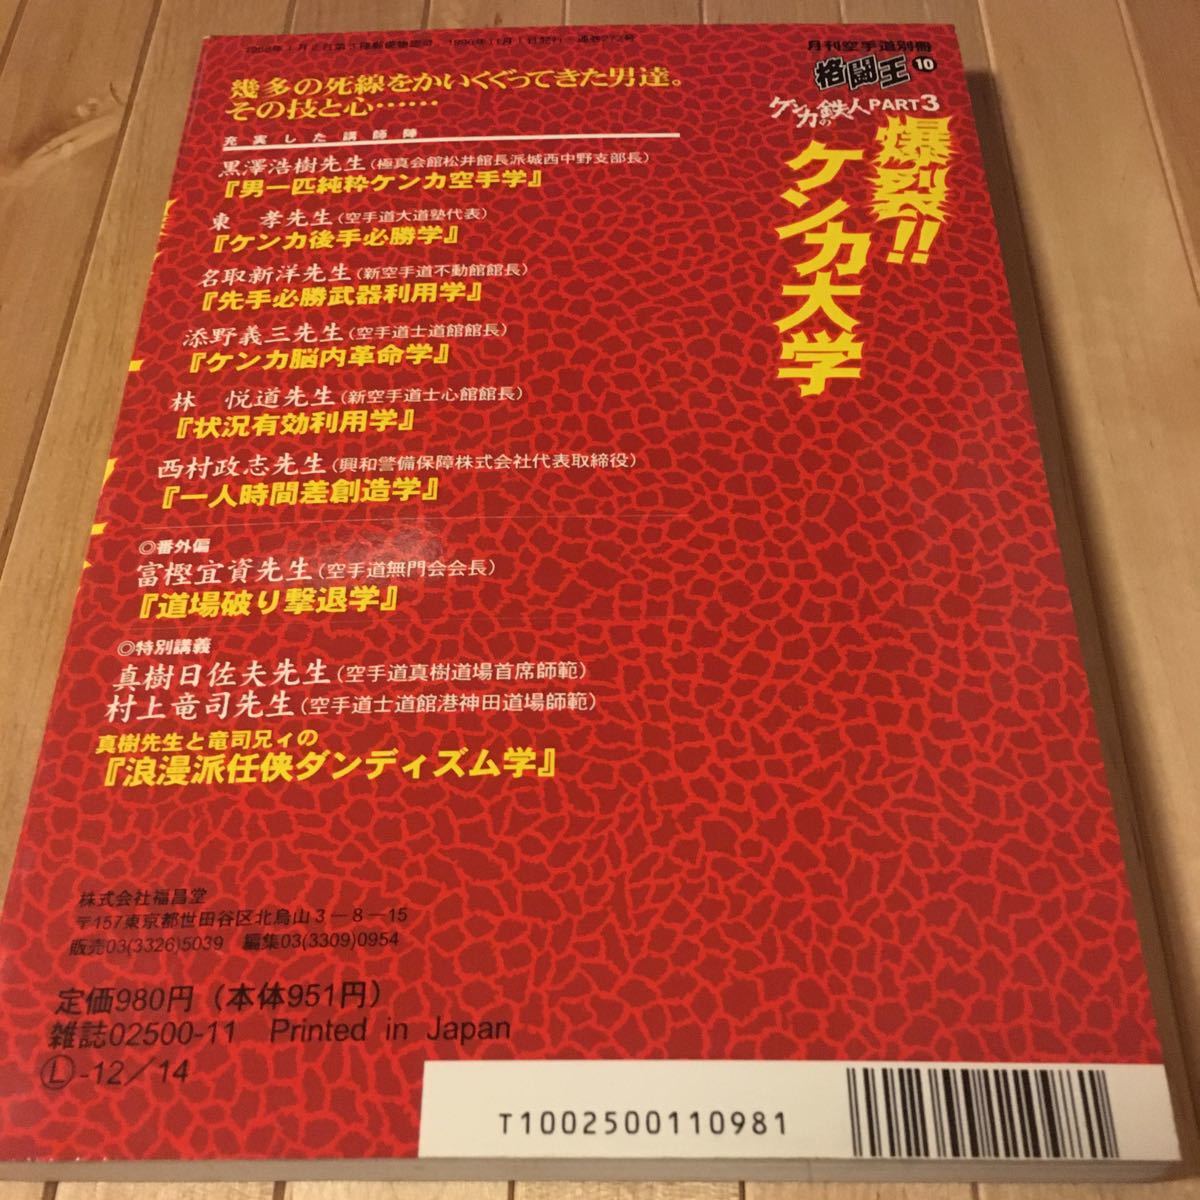 月刊空手道別冊
格闘王10
ケンカの鉄人PART3
爆裂!!
ケンカ大学
幾多の死線をかいくぐってきた男達。
その技と心……
充実した講師陣
黒澤浩樹先生(極真会館松井館長派城西中野支部長)
『男一匹純粋ケンカ空手学』
東 孝先生(空手道大道塾代表)
『ケンカ後手必勝学』
名取新洋先生(新空手道不動館館長)
『先手必勝武器利用学』
添野義三先生(空手道士道館館長)
『ケンカ脳内革命学』
林 悦道先生(新空手道士心館館長)
『状況有効利用学』
西村政志先生(興和警備保障株式会社代表取締役)
『一人時間差創造学』
◎番外偏
富樫宜資先生(空手道無門会会長)
『道場破り撃退学』
◎特別講義
真樹日佐夫先生(空手道真樹道場首席師範)
村上竜司先生(空手道士道館港神田道場師範)
真樹先生と竜司兄ィの
『浪漫派任侠ダンディズム学』
株式会社福昌堂
〒157東京都世田谷区北烏山3-8-15
販売03(3326)5039 編集03(3309)0954
定価980円(本体951円)
雑誌02500-11 Printed in Japan
Ⓛ-12/14
T1002500110981